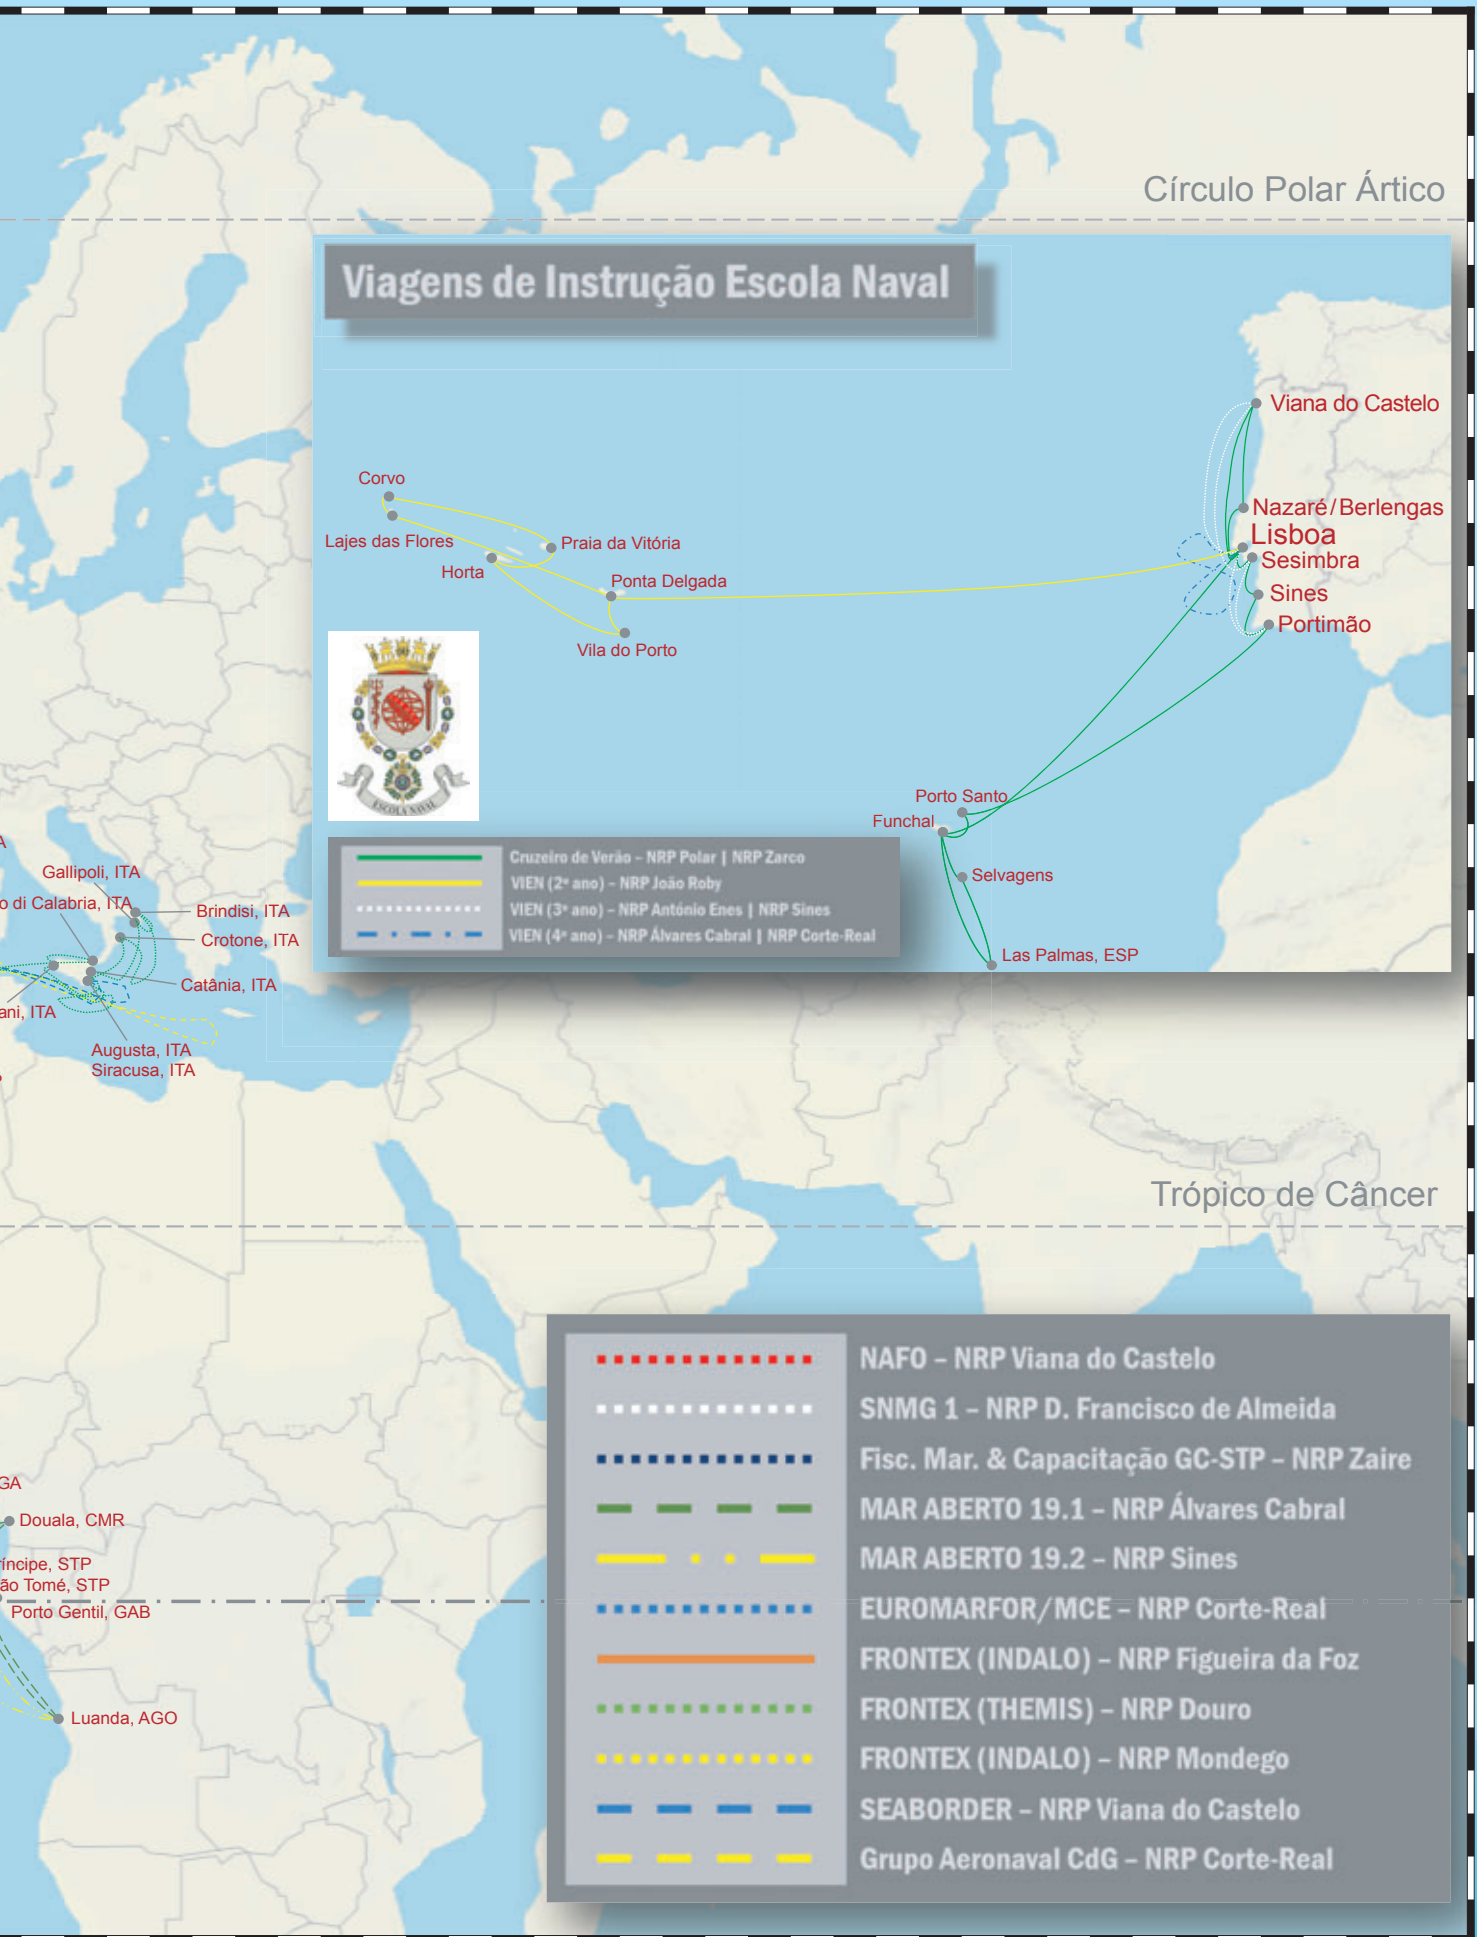 Círculo Polar Ártico
Viagens de Instrução Escola Naval
Viana do Castelo
Corvo
Nazaré/Berlengas
Lajes das Flores
Lisboa
Praia da Vitória
Sesimbra
Horta
Ponta Delgada
Sines
Portimão
Vila do Porto
ESCOLA NAVAL
Porto Santo
Funchal
Selvagens
Las Palmas, ESP
Cruzeiro de Verão – NRP Polar | NRP Zarco
VIEN (2º ano) – NRP João Roby
VIEN (3º ano) – NRP António Enes | NRP Sines
VIEN (4º ano) – NRP Álvares Cabral | NRP Corte-Real
A
Gallipoli, ITA
o di Calabria, ITA
Brindisi, ITA
Crotone, ITA
Catânia, ITA
ani, ITA
Augusta, ITA
Siracusa, ITA
Trópico de Câncer
GA
Douala, CMR
ríncipe, STP
ão Tomé, STP
Porto Gentil, GAB
Luanda, AGO
NAFO – NRP Viana do Castelo
SNMG 1 – NRP D. Francisco de Almeida
Fisc. Mar. & Capacitação GC-STP – NRP Zaire
MAR ABERTO 19.1 – NRP Álvares Cabral
MAR ABERTO 19.2 – NRP Sines
EUROMARFOR/MCE – NRP Corte-Real
FRONTEX (INDALO) – NRP Figueira da Foz
FRONTEX (THEMIS) – NRP Douro
FRONTEX (INDALO) – NRP Mondego
SEABORDER – NRP Viana do Castelo
Grupo Aeronaval CdG – NRP Corte-Real